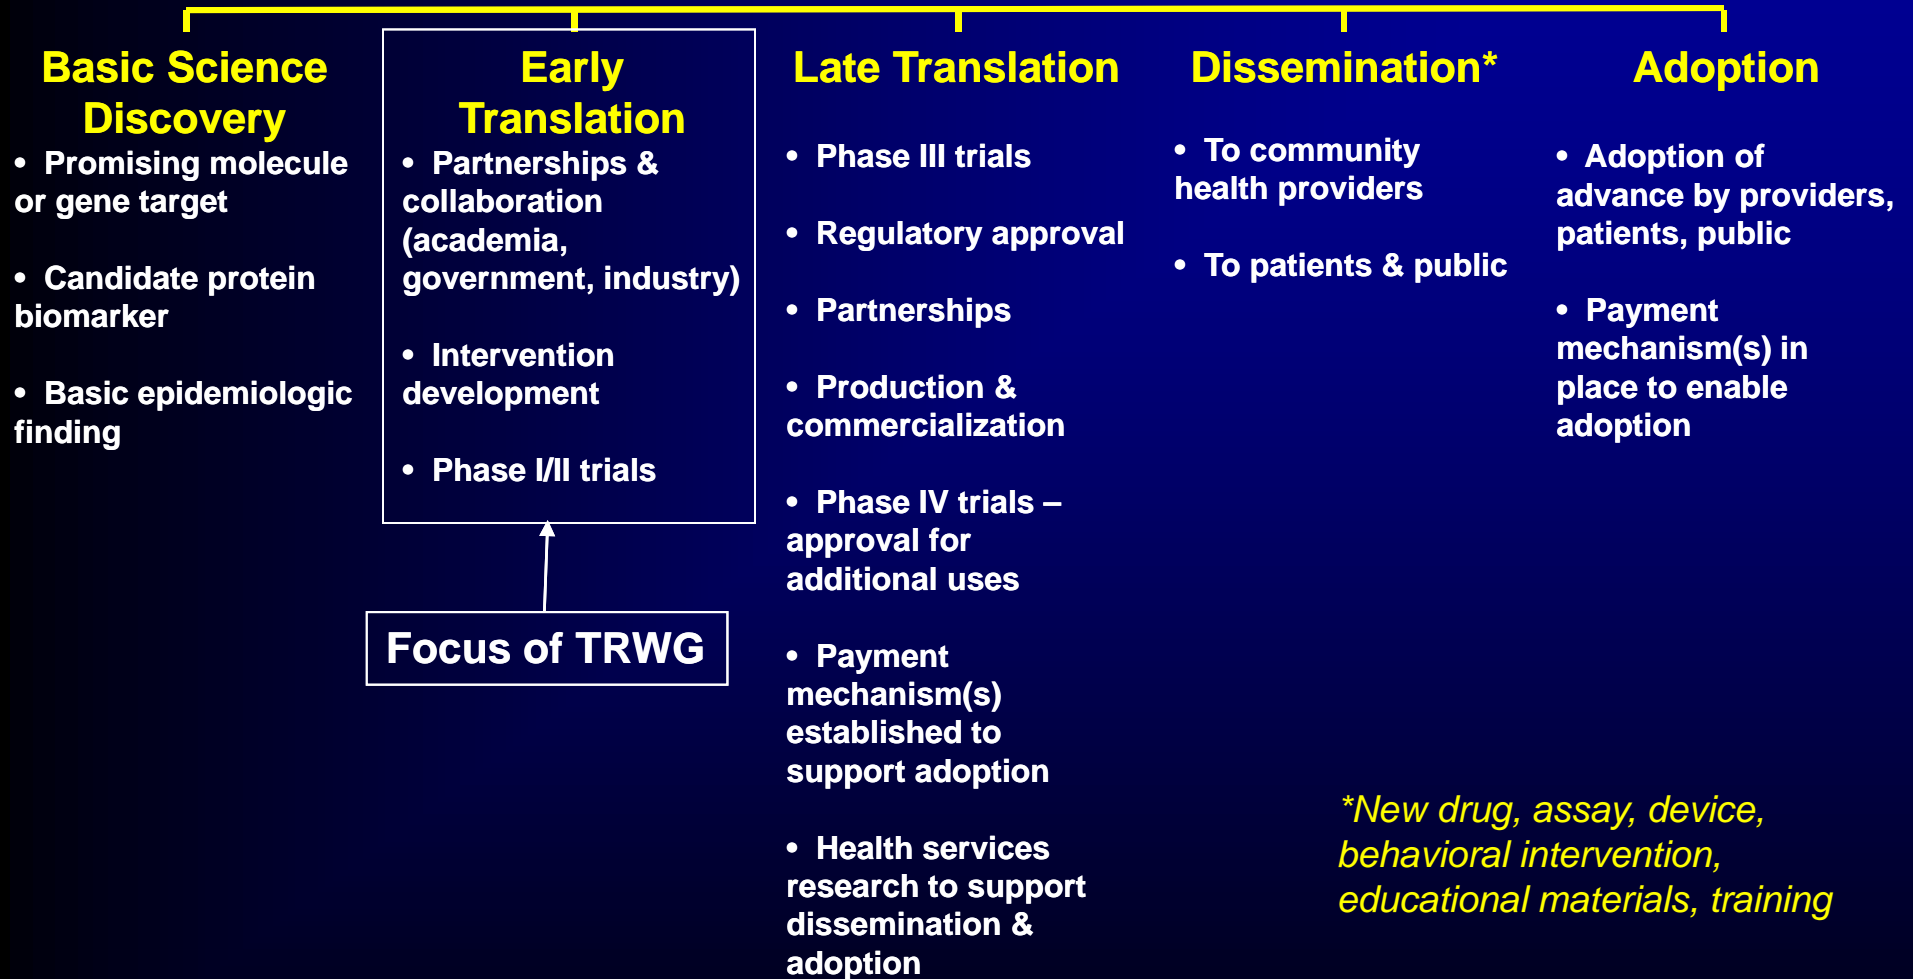 Basic Science
Discovery
• Promising molecule
or gene target
• Candidate protein
biomarker
• Basic epidemiologic
finding
Early
Translation
• Partnerships &
collaboration
(academia,
government, industry)
• Intervention
development
• Phase I/II trials
Focus of TRWG
Late Translation
• Phase III trials
• Regulatory approval
• Partnerships
• Production &
commercialization
• Phase IV trials –
approval for
additional uses
• Payment
mechanism(s)
established to
support adoption
• Health services
research to support
dissemination &
adoption
Dissemination*
• To community
health providers
• To patients & public
Adoption
• Adoption of
advance by providers,
patients, public
• Payment
mechanism(s) in
place to enable
adoption
*New drug, assay, device,
behavioral intervention,
educational materials, training